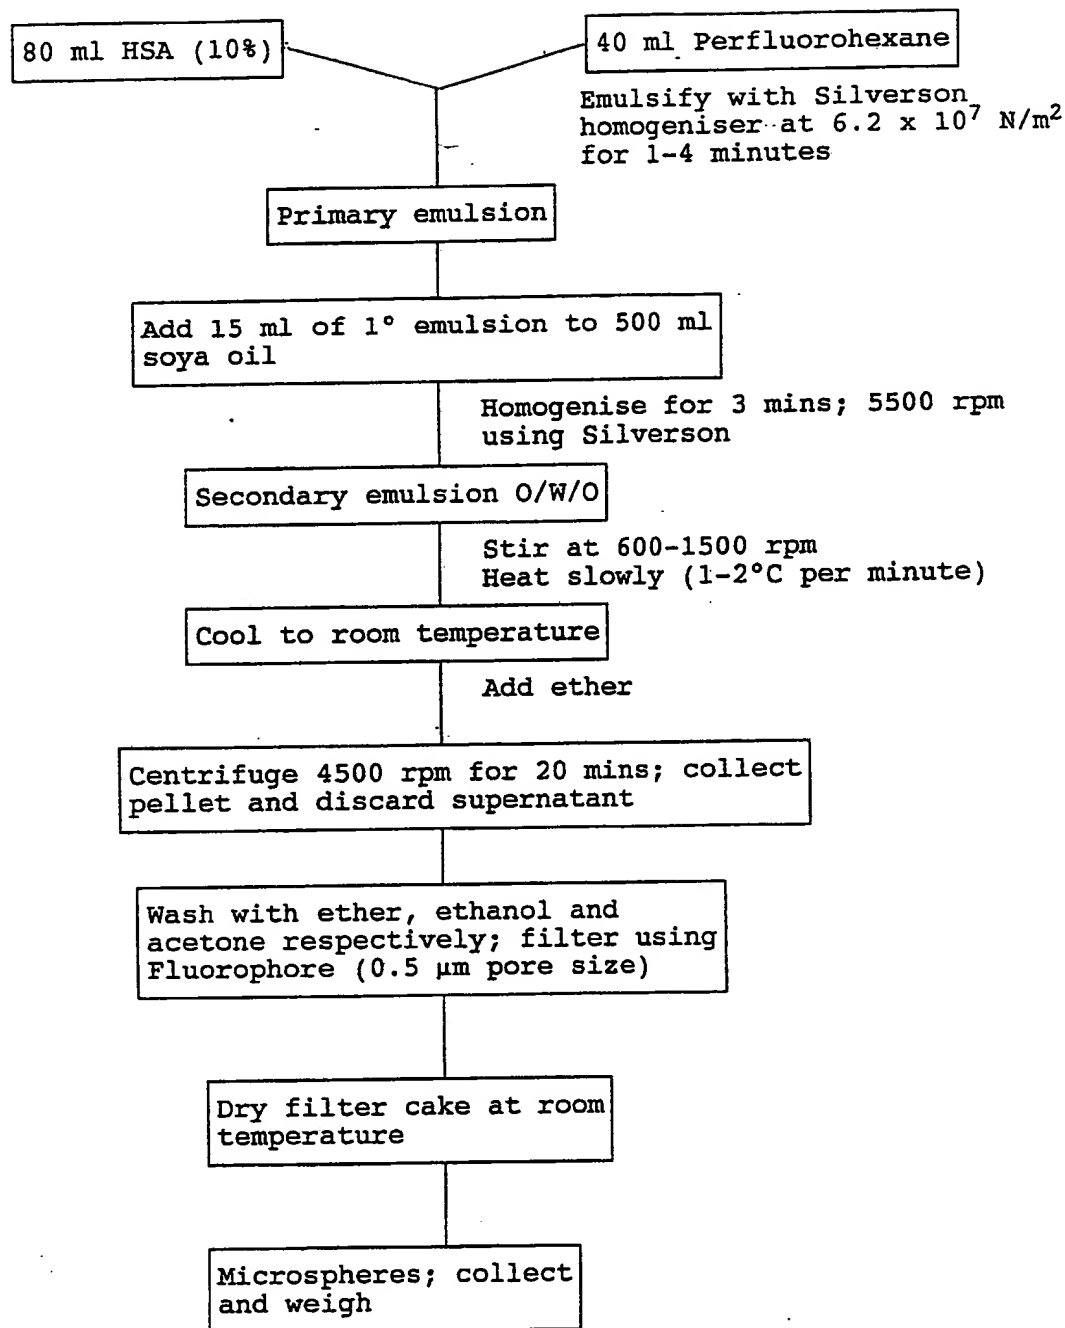 80 ml HSA (10%)
40 ml Perfluorohexane
Emulsify with Silverson
homogeniser at 6.2 x 10⁷ N/m²
for 1-4 minutes
Primary emulsion
Add 15 ml of 1° emulsion to 500 ml
soya oil
Homogenise for 3 mins; 5500 rpm
using Silverson
Secondary emulsion O/W/O
Stir at 600-1500 rpm
Heat slowly (1-2°C per minute)
Cool to room temperature
Add ether
Centrifuge 4500 rpm for 20 mins; collect
pellet and discard supernatant
Wash with ether, ethanol and
acetone respectively; filter using
Fluorophore (0.5 µm pore size)
Dry filter cake at room
temperature
Microspheres; collect
and weigh